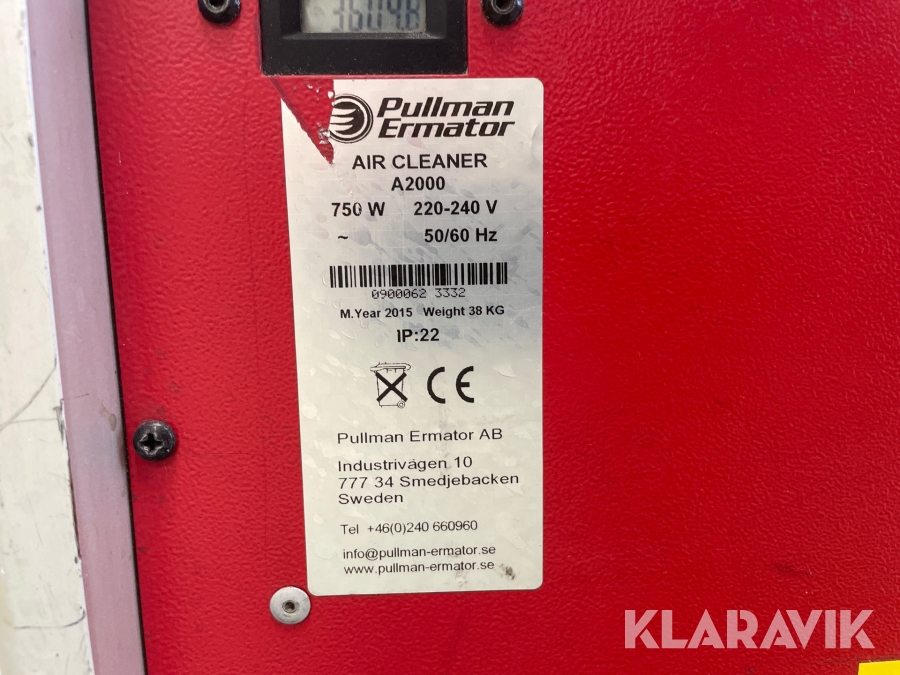 Pullman
Ermator
AIR CLEANER
A2000
750 W 220-240 V
~ 50/60 Hz
0900062 3332
M.Year 2015 Weight 38 KG
IP:22
CE
Pullman Ermator AB
Industrivägen 10
777 34 Smedjebacken
Sweden
Tel +46(0)240 660960
info@pullman-ermator.se
www.pullman-ermator.se
KLARAVIK